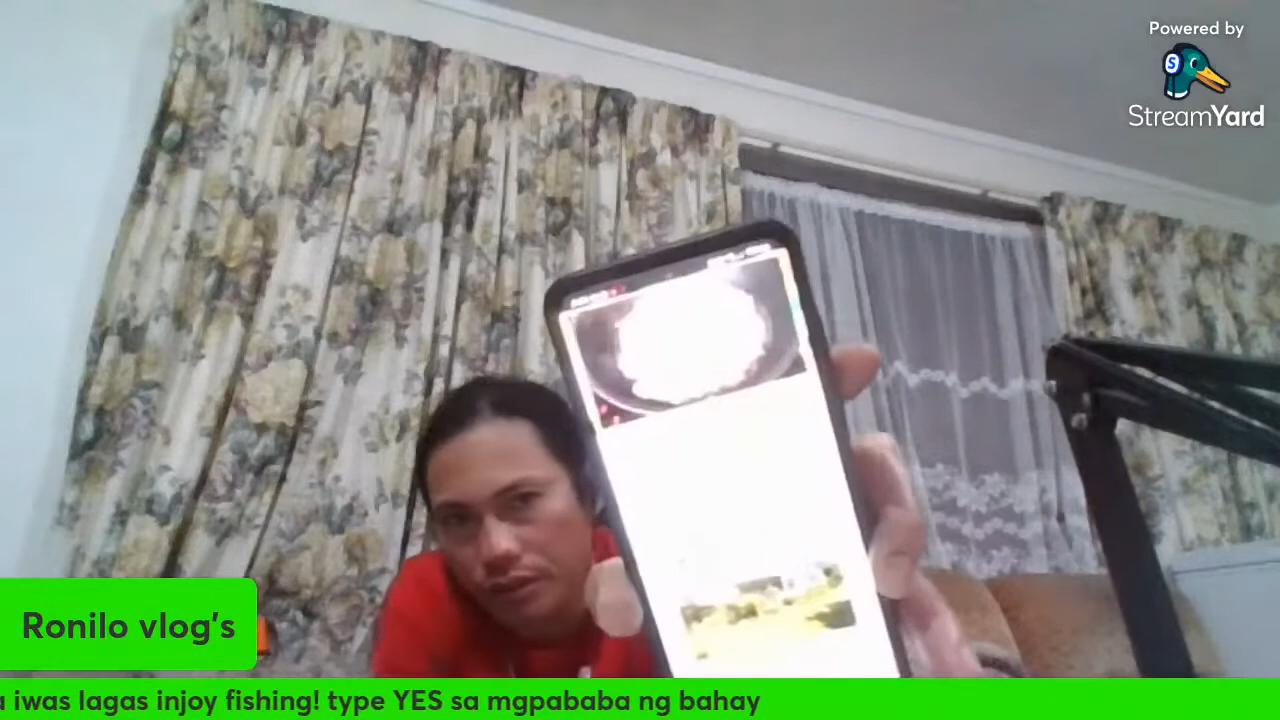 Powered by
StreamYard
Ronilo vlog's
a iwas lagas injoy fishing! type YES sa mgpababa ng bahay